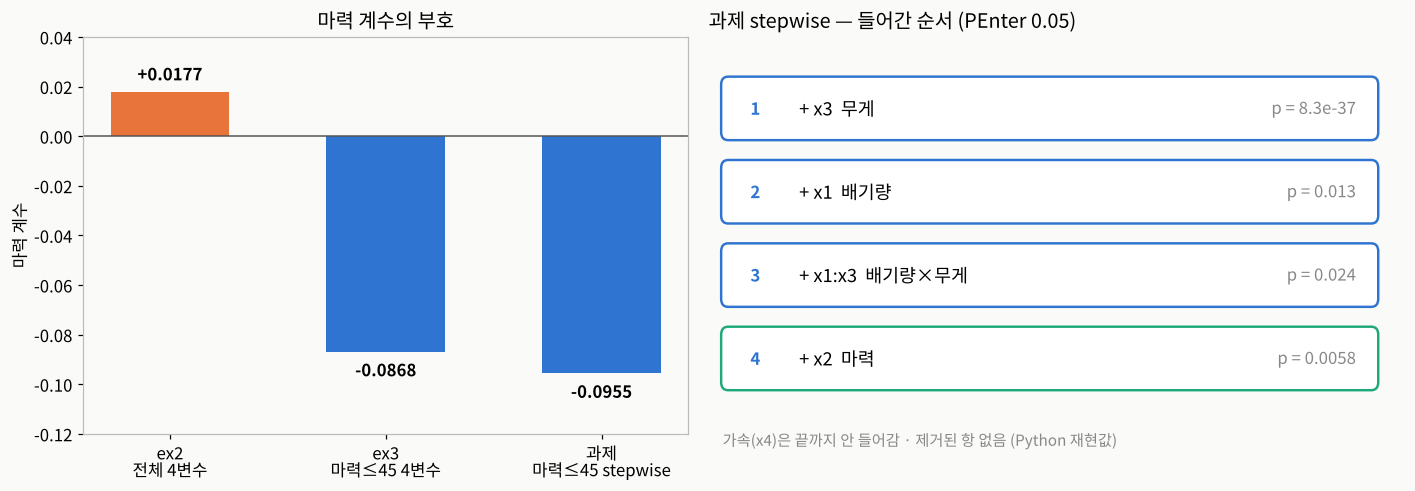 마력 계수의 부호
마력 계수
0.04
0.02
0.00
-0.02
-0.04
-0.06
-0.08
-0.10
-0.12
+0.0177
-0.0868
-0.0955
ex2
전체 4변수
ex3
마력≤45 4변수
과제
마력≤45 stepwise
과제 stepwise — 들어간 순서 (PEnter 0.05)
1 + x3 무게 p = 8.3e-37
2 + x1 배기량 p = 0.013
3 + x1:x3 배기량×무게 p = 0.024
4 + x2 마력 p = 0.0058
가속(x4)은 끝까지 안 들어감 · 제거된 항 없음 (Python 재현값)